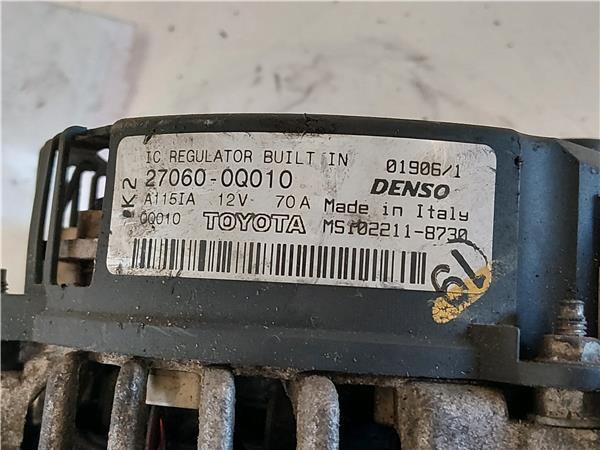 IC REGULATOR BUILT IN 01906/1
27060-0Q010 DENSO
A115IA 12V 70A Made in Italy
0Q010 TOYOTA MS102211-8730
K2
19